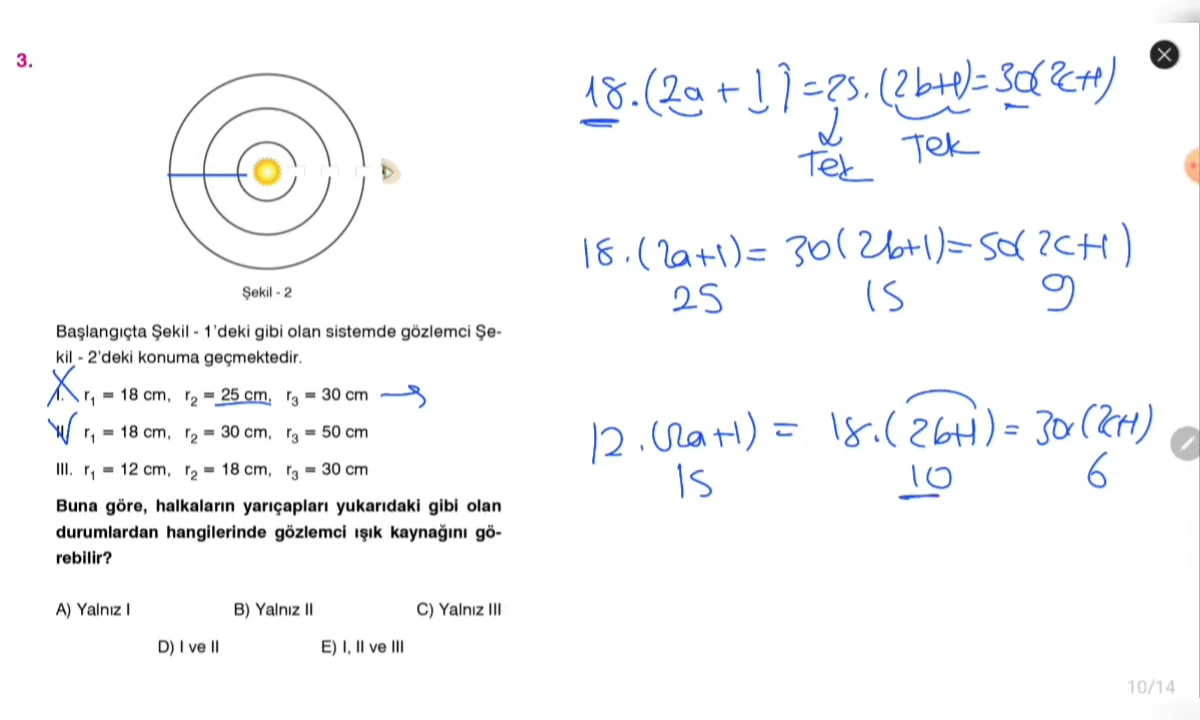 3.
Şekil - 2
Başlangıçta Şekil - 1'deki gibi olan sistemde gözlemci Şe-
kil - 2'deki konuma geçmektedir.
I. r₁ = 18 cm, r₂ = 25 cm, r₃ = 30 cm
II. r₁ = 18 cm, r₂ = 30 cm, r₃ = 50 cm
III. r₁ = 12 cm, r₂ = 18 cm, r₃ = 30 cm
Buna göre, halkaların yarıçapları yukarıdaki gibi olan
durumlardan hangilerinde gözlemci ışık kaynağını gö-
rebilir?
A) Yalnız I B) Yalnız II C) Yalnız III
D) I ve II E) I, II ve III
18.(2a+1)=25.(2b+1)=30(2c+1)
Tek Tek
18.(2a+1)=30(2b+1)=50(2c+1)
25 15 9
12.(2a+1)=18.(2b+1)=30(2c+1)
15 10 6
10/14